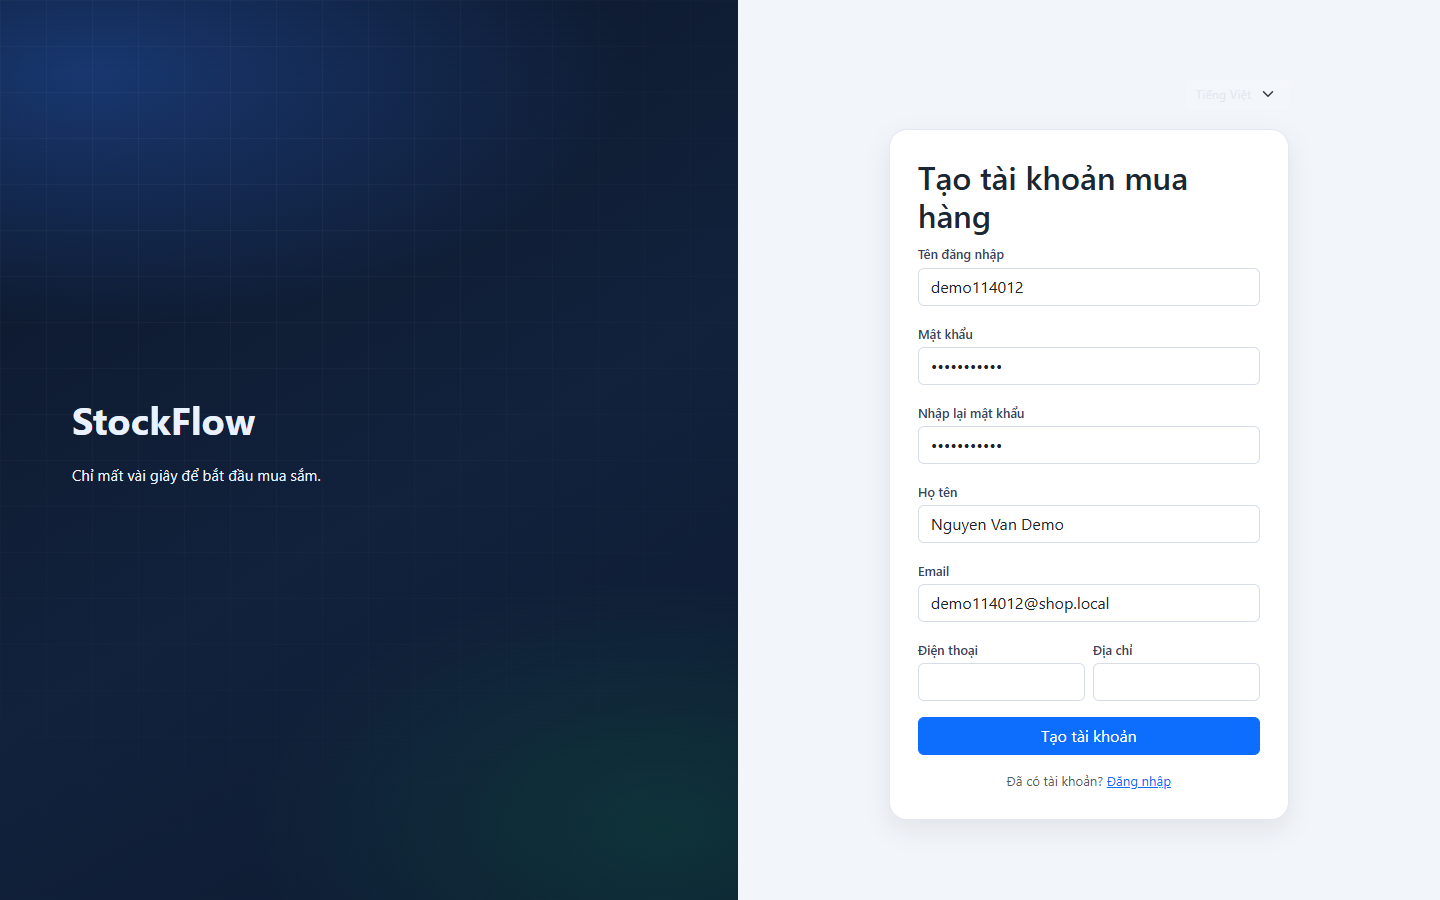 StockFlow
Chỉ mất vài giây để bắt đầu mua sắm.
Tiếng Việt
Tạo tài khoản mua
hàng
Tên đăng nhập
demo114012
Mật khẩu
•••••••••••
Nhập lại mật khẩu
•••••••••••
Họ tên
Nguyen Van Demo
Email
demo114012@shop.local
Điện thoại
Địa chỉ
Tạo tài khoản
Đã có tài khoản? Đăng nhập